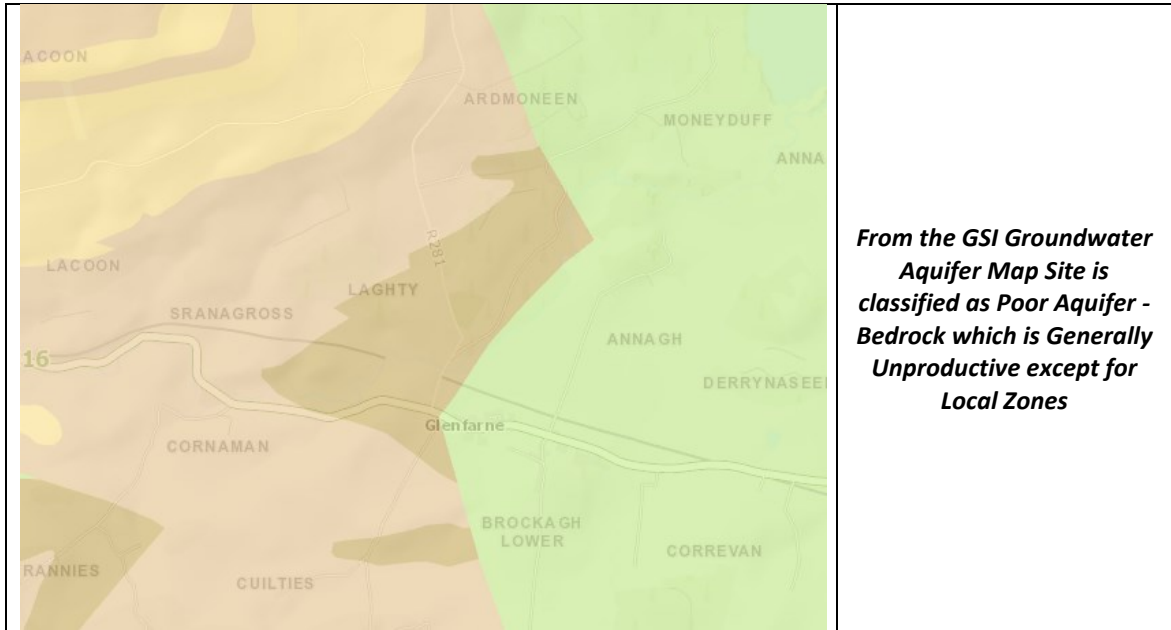 ACOON
ARDMONEEN
MONEYDUFF
ANNA
R281
LACOON
LAGHTY
SRANAGROSS
16
ANNAGH
DERRYNASEE
Glenfarne
CORNAMAN
BROCKAGH
LOWER
CORREVAN
RANNIES
CUILTIES
From the GSI Groundwater
Aquifer Map Site is
classified as Poor Aquifer -
Bedrock which is Generally
Unproductive except for
Local Zones